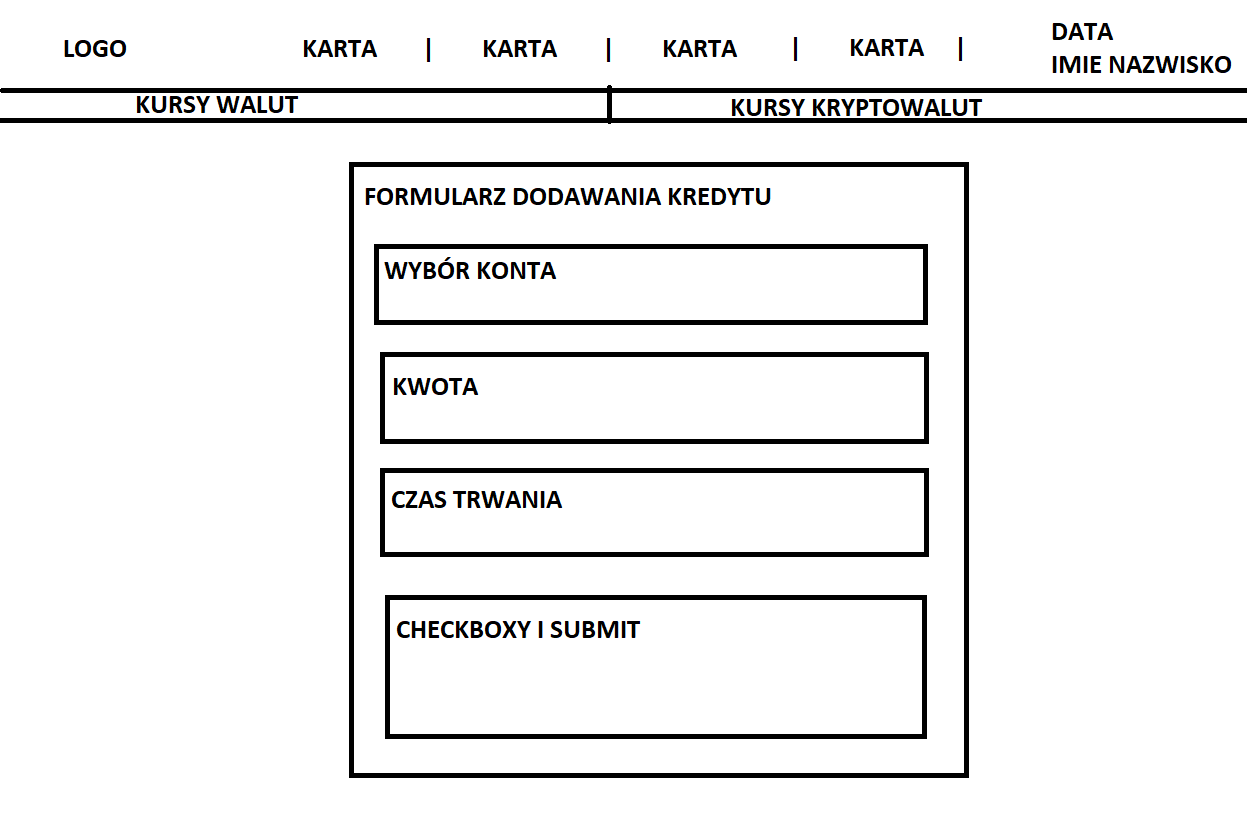 LOGO
KARTA | KARTA | KARTA | KARTA |
DATA
IMIE NAZWISKO
KURSY WALUT
KURSY KRYPTOWALUT
FORMULARZ DODAWANIA KREDYTU
WYBÓR KONTA
KWOTA
CZAS TRWANIA
CHECKBOXY I SUBMIT